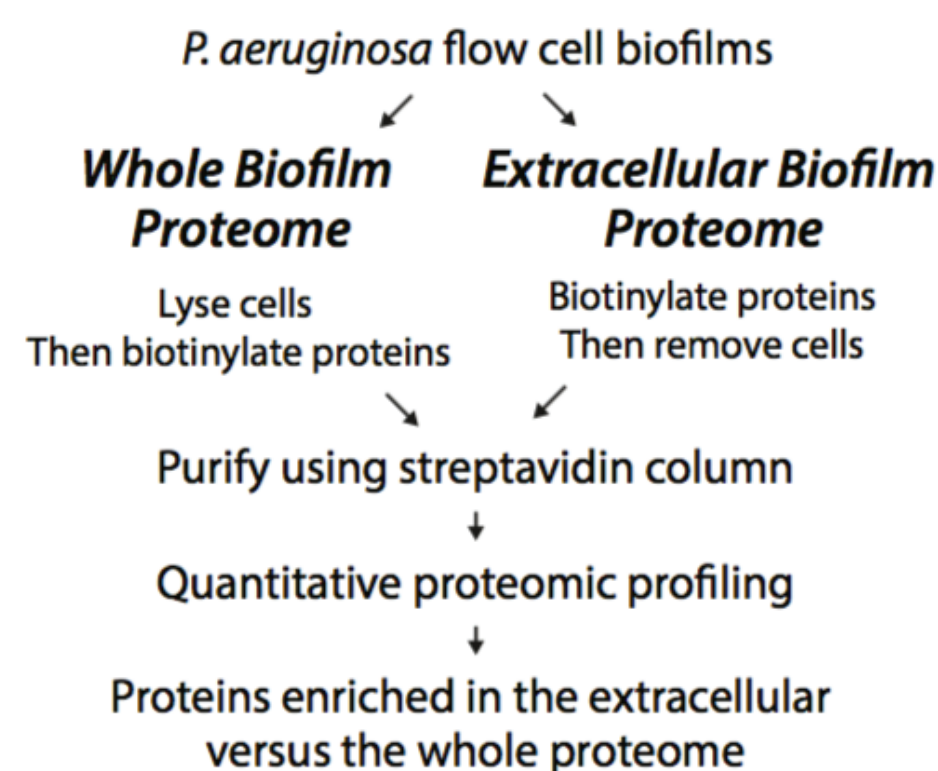 P. aeruginosa flow cell biofilms
Whole Biofilm
Proteome
Lyse cells
Then biotinylate proteins
Extracellular Biofilm
Proteome
Biotinylate proteins
Then remove cells
Purify using streptavidin column
Quantitative proteomic profiling
Proteins enriched in the extracellular
versus the whole proteome